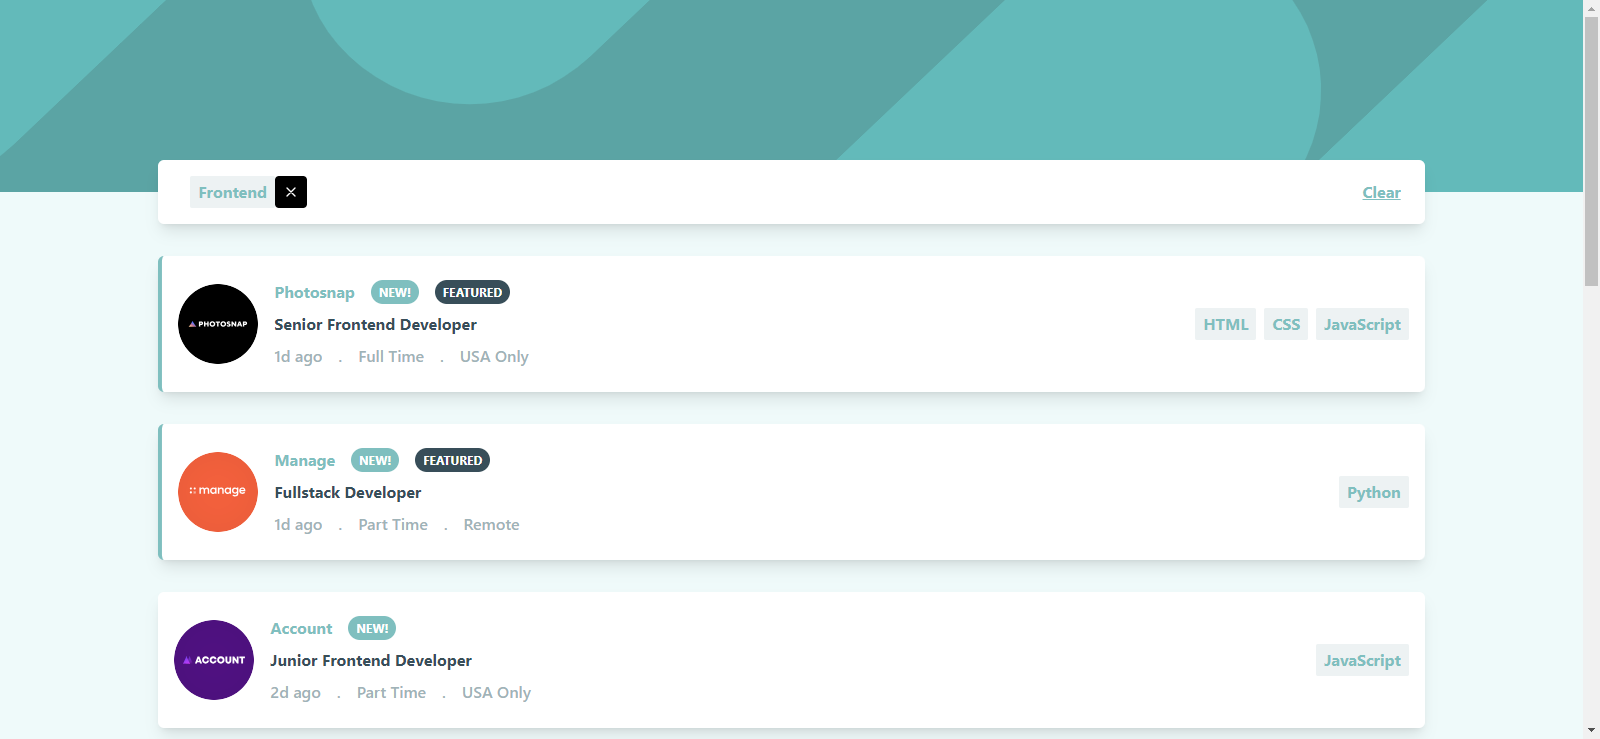 Frontend
Clear
PHOTOSNAP
Photosnap NEW! FEATURED
Senior Frontend Developer
1d ago . Full Time . USA Only
HTML CSS JavaScript
manage
Manage NEW! FEATURED
Fullstack Developer
1d ago . Part Time . Remote
Python
ACCOUNT
Account NEW!
Junior Frontend Developer
2d ago . Part Time . USA Only
JavaScript